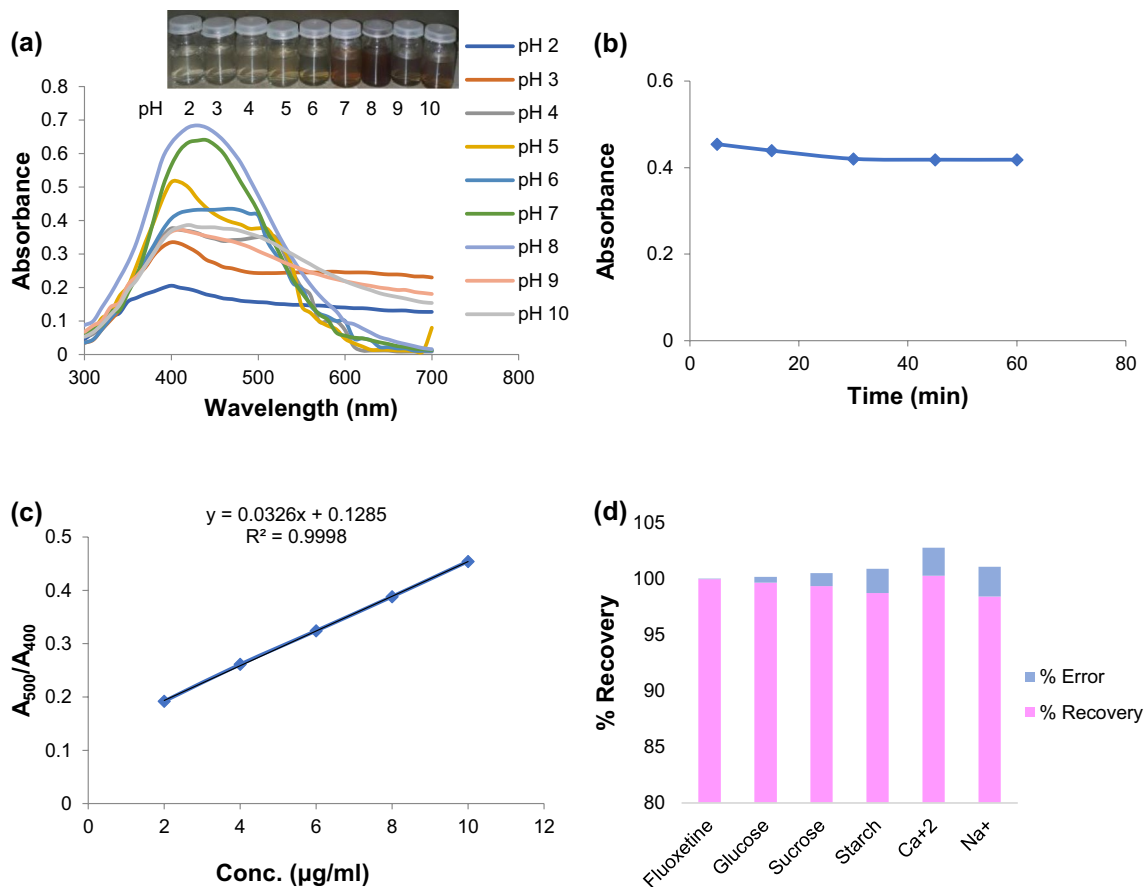 (a)
pH 2 3 4 5 6 7 8 9 10
0.8
0.7
0.6
0.5
0.4
0.3
0.2
0.1
0
Absorbance
300 400 500 600 700 800
Wavelength (nm)
pH 2
pH 3
pH 4
pH 5
pH 6
pH 7
pH 8
pH 9
pH 10
(b)
0.6
0.4
0.2
0
Absorbance
0 20 40 60 80
Time (min)
(c)
y = 0.0326x + 0.1285
R² = 0.9998
0.5
0.4
0.3
0.2
0.1
0
A₅₀₀/A₄₀₀
0 2 4 6 8 10 12
Conc. (µg/ml)
(d)
105
100
95
90
85
80
% Recovery
Fluoxetine Glucose Sucrose Starch Ca+2 Na+
% Error
% Recovery